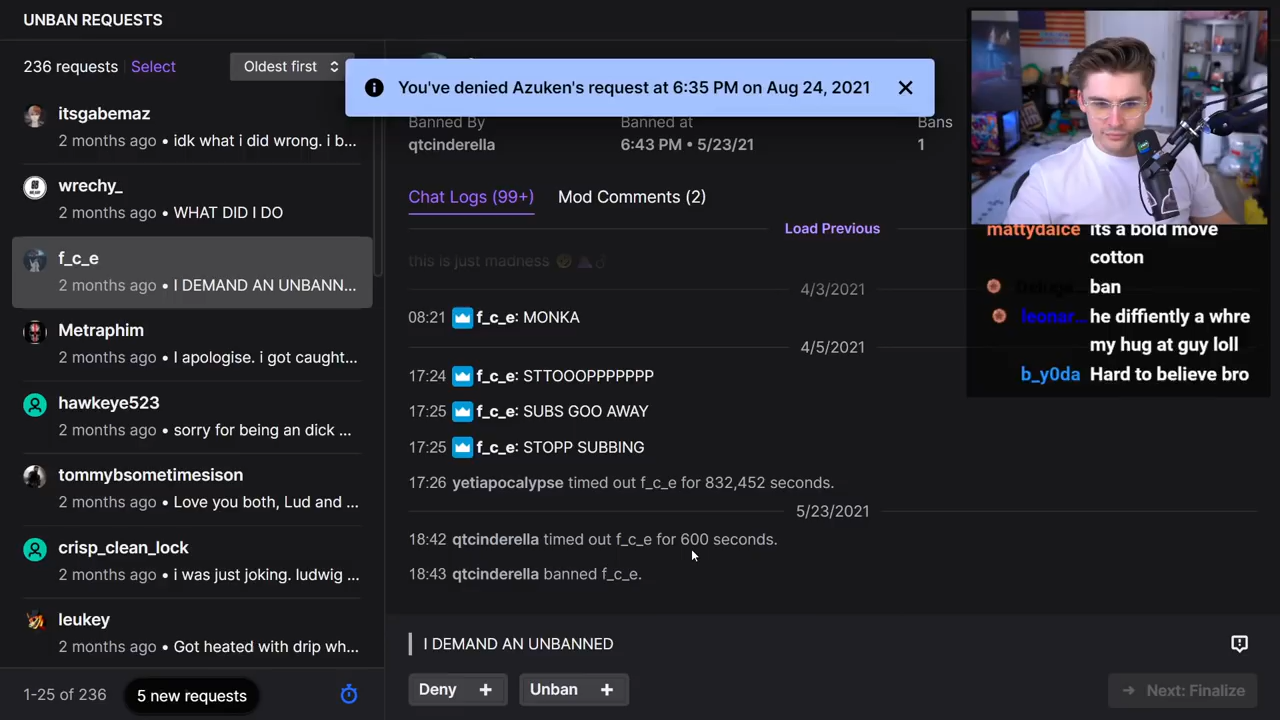 UNBAN REQUESTS
236 requests Select
Oldest first
You've denied Azuken's request at 6:35 PM on Aug 24, 2021
itsgabemaz
2 months ago • idk what i did wrong. i b...
wrechy_
2 months ago • WHAT DID I DO
f_c_e
2 months ago • I DEMAND AN UNBANN...
Metraphim
2 months ago • I apologise. i got caught...
hawkeye523
2 months ago • sorry for being an dick ...
tommybsometimesison
2 months ago • Love you both, Lud and ...
crisp_clean_lock
2 months ago • i was just joking. ludwig ...
leukey
2 months ago • Got heated with drip wh...
1-25 of 236
5 new requests
Banned By
qtcinderella
Banned at
6:43 PM • 5/23/21
Bans
1
Chat Logs (99+)
Mod Comments (2)
Load Previous
this is just madness
4/3/2021
08:21 f_c_e: MONKA
4/5/2021
17:24 f_c_e: STTOOOPPPPPPP
17:25 f_c_e: SUBS GOO AWAY
17:25 f_c_e: STOPP SUBBING
17:26 yetiapocalypse timed out f_c_e for 832,452 seconds.
5/23/2021
18:42 qtcinderella timed out f_c_e for 600 seconds.
18:43 qtcinderella banned f_c_e.
I DEMAND AN UNBANNED
Deny +
Unban +
Next: Finalize
mattydaice its a bold move
cotton
ban
leonar... he diffiently a whre
my hug at guy loll
b_y0da Hard to believe bro